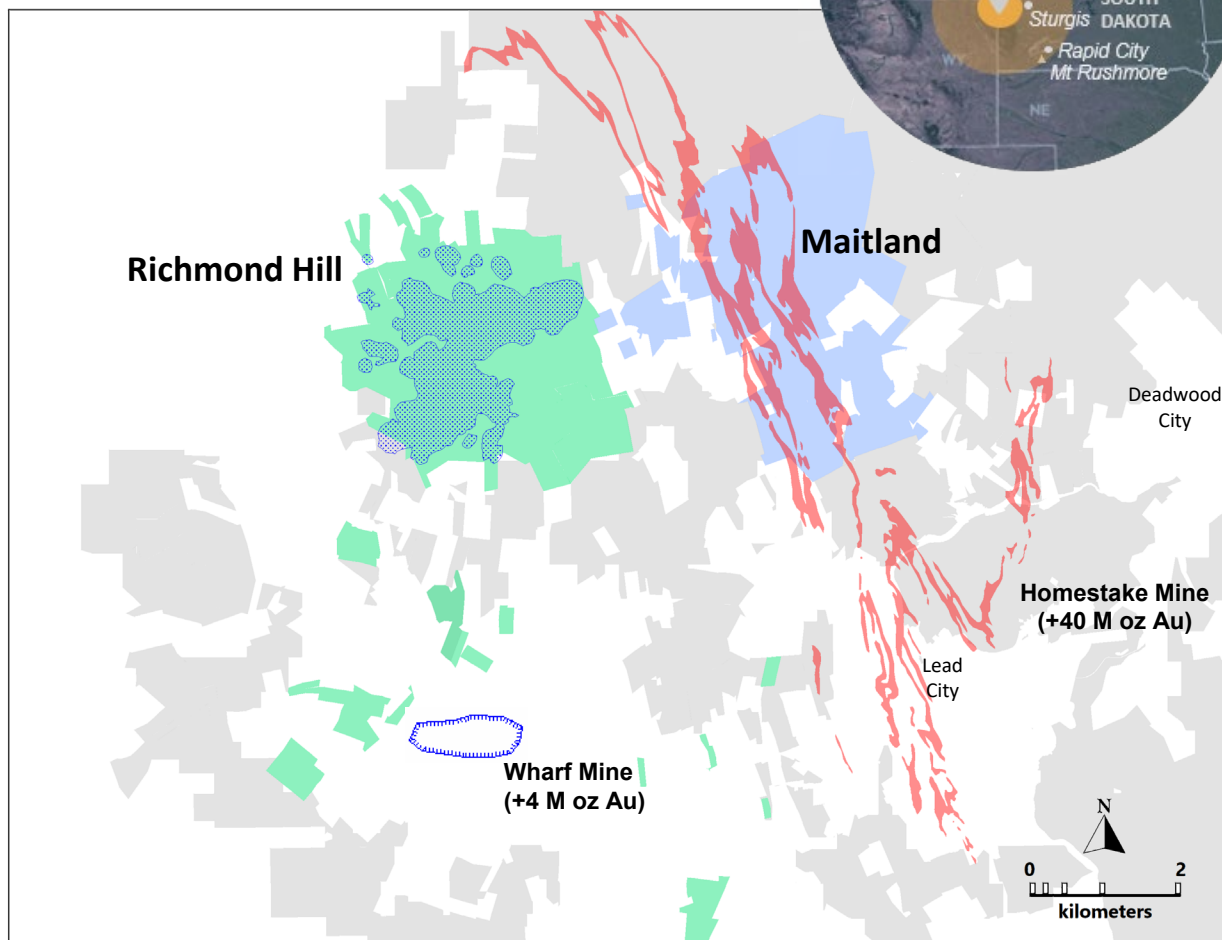 SOUTH
Sturgis DAKOTA
Rapid City
Mt Rushmore
NE
Richmond Hill
Maitland
Deadwood
City
Homestake Mine
(+40 M oz Au)
Lead
City
Wharf Mine
(+4 M oz Au)
N
0 2
kilometers